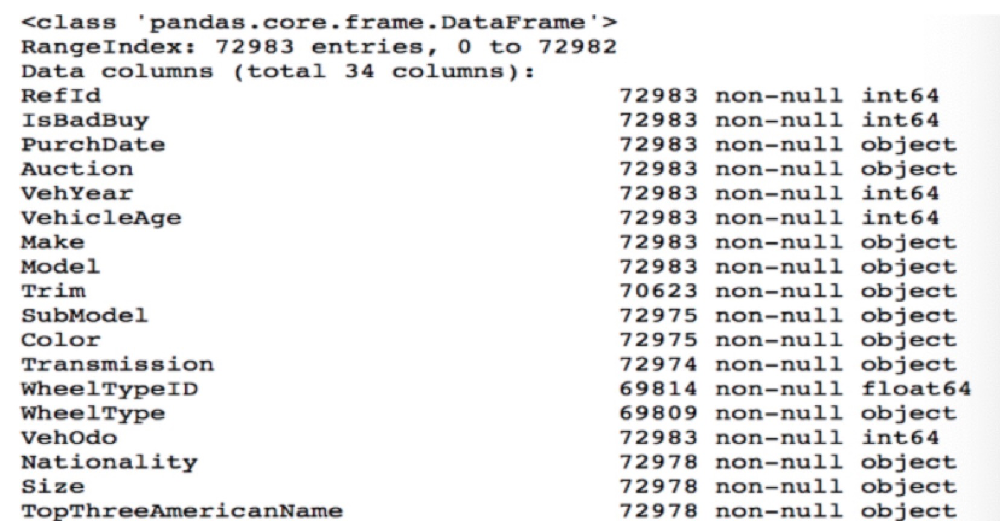 <class 'pandas.core.frame.DataFrame'>
RangeIndex: 72983 entries, 0 to 72982
Data columns (total 34 columns):
RefId 72983 non-null int64
IsBadBuy 72983 non-null int64
PurchDate 72983 non-null object
Auction 72983 non-null object
VehYear 72983 non-null int64
VehicleAge 72983 non-null int64
Make 72983 non-null object
Model 72983 non-null object
Trim 70623 non-null object
SubModel 72975 non-null object
Color 72975 non-null object
Transmission 72974 non-null object
WheelTypeID 69814 non-null float64
WheelType 69809 non-null object
VehOdo 72983 non-null int64
Nationality 72978 non-null object
Size 72978 non-null object
TopThreeAmericanName 72978 non-null object